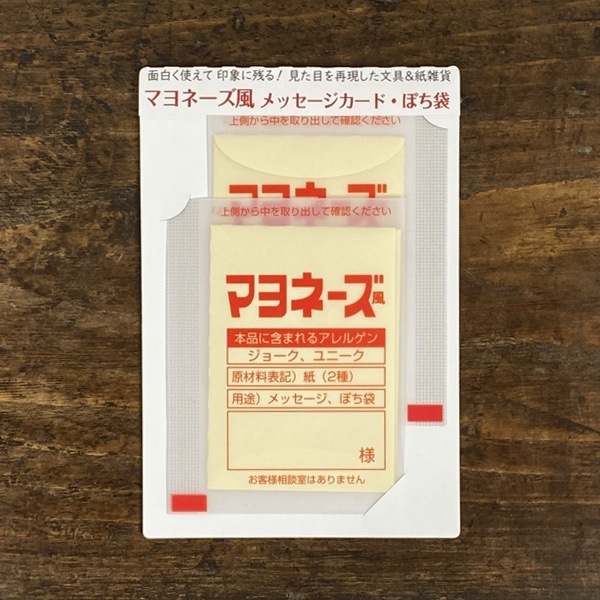 面白く使えて 印象に残る！ 見た目を再現した文具＆紙雑貨
マヨネーズ風 メッセージカード・ぽち袋
上側から中を取り出して確認ください
上側から中を取り出して確認ください
マヨネーズ風
本品に含まれるアレルゲン
ジョーク、ユニーク
原材料表記）紙（2種）
用途）メッセージ、ぽち袋
様
お客様相談室はありません